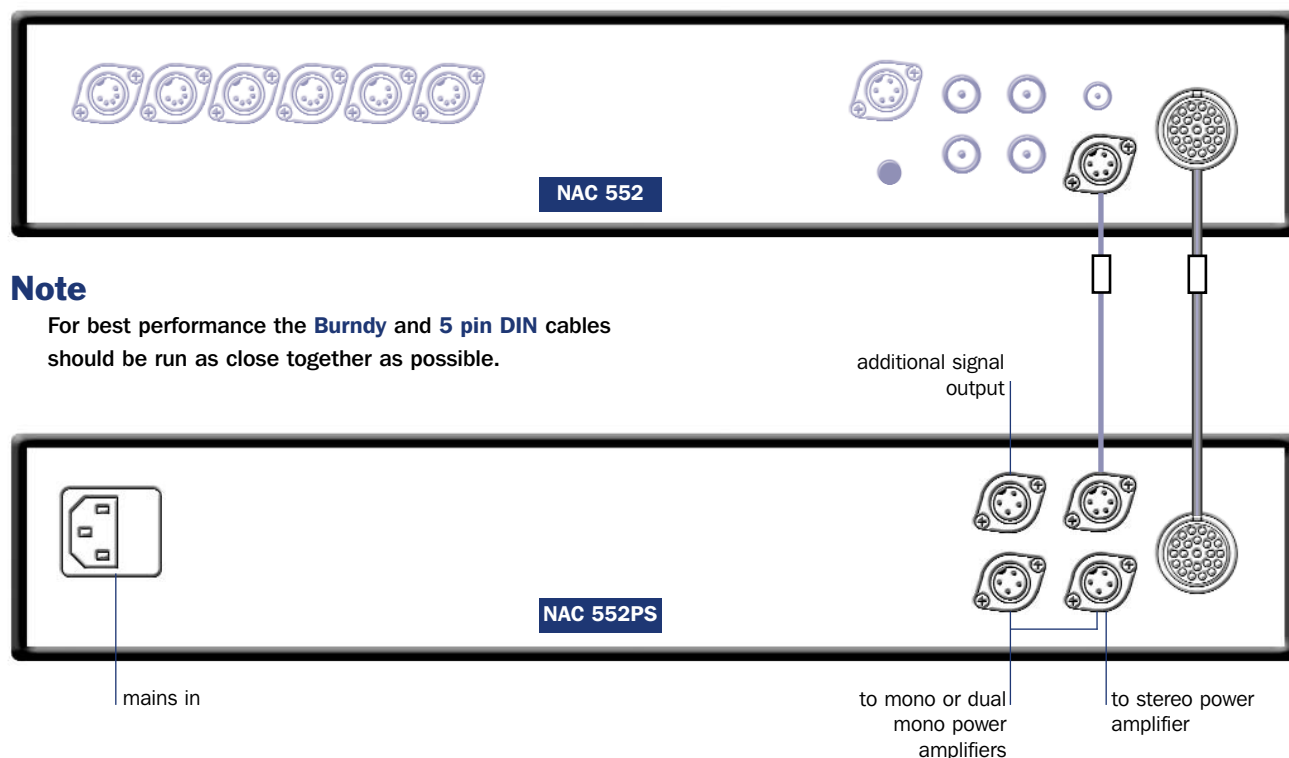 NAC 552
Note
For best performance the Burndy and 5 pin DIN cables
should be run as close together as possible.
additional signal
output
NAC 552PS
mains in
to mono or dual
mono power
amplifiers
to stereo power
amplifier